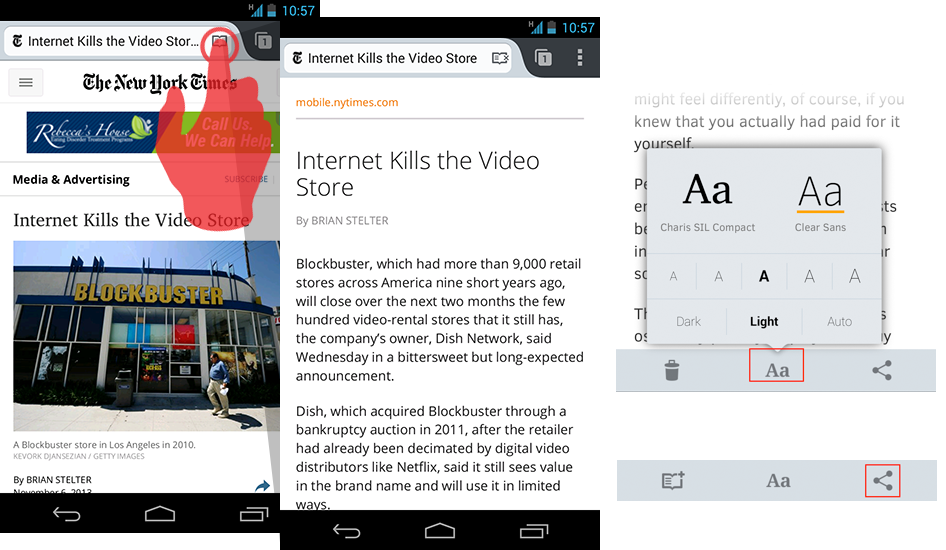 H 10:57
Internet Kills the Video Stor... 1
The New York Times
Rebecca's House
Eating Disorder Treatment Programs
Call Us.
We Can Help.
Media & Advertising SUBSCRIBE
Internet Kills the Video Store
BLOCKBUSTER
A Blockbuster store in Los Angeles in 2010.
KEVORK DJANSEZIAN / GETTY IMAGES
By BRIAN STELTER
November 6, 2013
H 10:57
Internet Kills the Video Store 1
mobile.nytimes.com
Internet Kills the Video
Store
By BRIAN STELTER
Blockbuster, which had more than 9,000 retail
stores across America nine short years ago,
will close over the next two months the few
hundred video-rental stores that it still has,
the company's owner, Dish Network, said
Wednesday in a bittersweet but long-expected
announcement.
Dish, which acquired Blockbuster through a
bankruptcy auction in 2011, after the retailer
had already been decimated by digital video
distributors like Netflix, said it still sees value
in the brand name and will use it in limited
ways.
might feel differently, of course, if you
knew that you actually had paid for it
yourself.
Aa Aa
Charis SIL Compact Clear Sans
A A A A A
Dark Light Auto
Aa
Aa